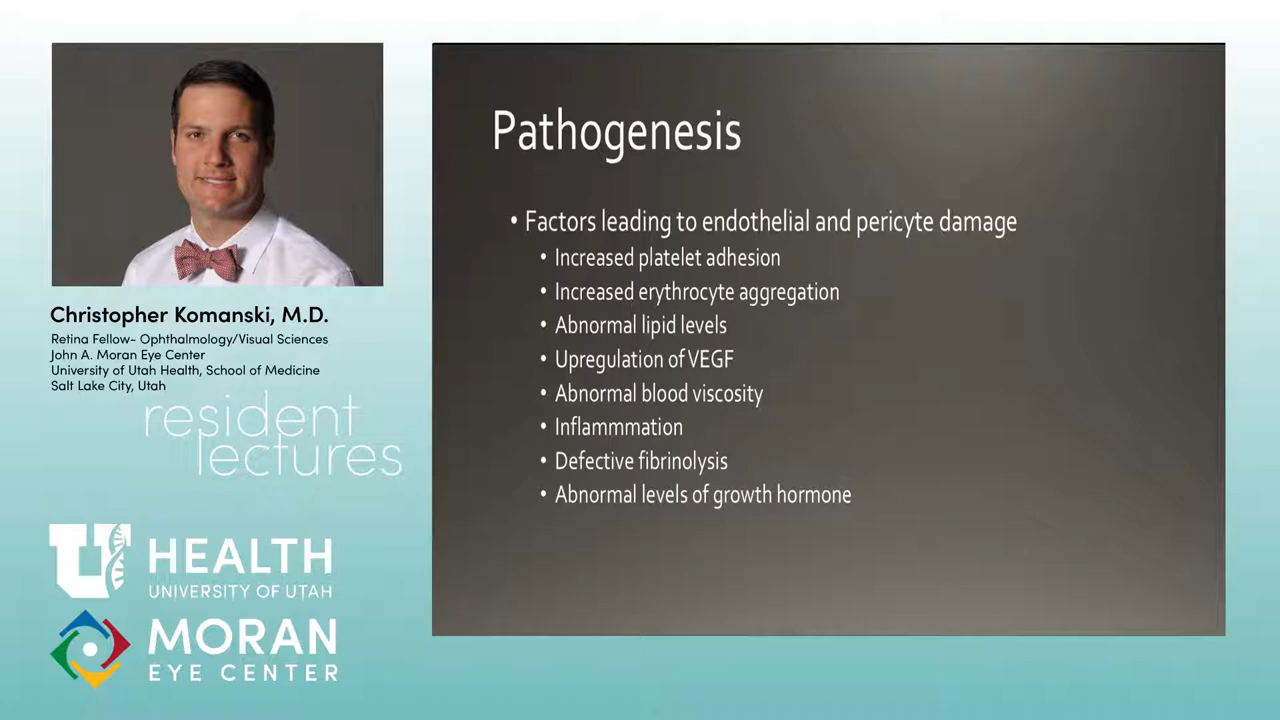 Christopher Komanski, M.D.
Retina Fellow- Ophthalmology/Visual Sciences
John A. Moran Eye Center
University of Utah Health, School of Medicine
Salt Lake City, Utah
resident
lectures
U
HEALTH
UNIVERSITY OF UTAH
MORAN
EYE CENTER
Pathogenesis
• Factors leading to endothelial and pericyte damage
• Increased platelet adhesion
• Increased erythrocyte aggregation
• Abnormal lipid levels
• Upregulation of VEGF
• Abnormal blood viscosity
• Inflammmation
• Defective fibrinolysis
• Abnormal levels of growth hormone